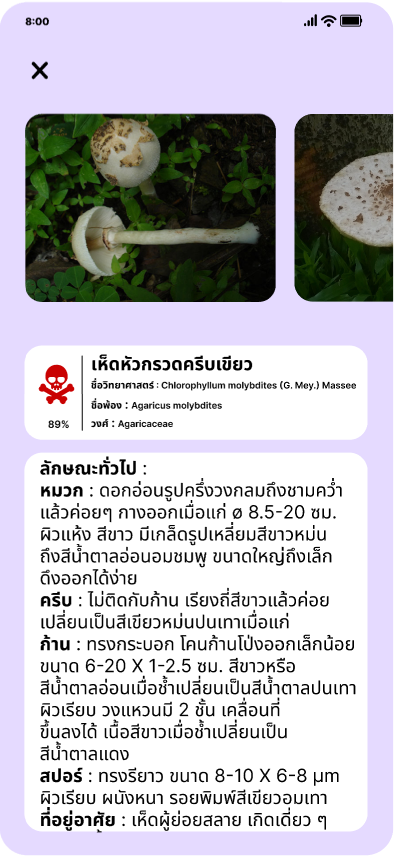 8:00
เห็ดหัวกรวดครีบเขียว
ชื่อวิทยาศาสตร์ : Chlorophyllum molybdites (G. Mey.) Massee
ชื่อพ้อง : Agaricus molybdites
89%
วงศ์ : Agaricaceae
ลักษณะทั่วไป :
หมวก : ดอกอ่อนรูปครึ่งวงกลมถึงชามคว่ำ
แล้วค่อยๆ กางออกเมื่อแก่ ø 8.5-20 ซม.
ผิวแห้ง สีขาว มีเกล็ดรูปเหลี่ยมสีขาวหม่น
ถึงสีน้ำตาลอ่อนอมชมพู ขนาดใหญ่ถึงเล็ก
ดึงออกได้ง่าย
ครีบ : ไม่ติดกับก้าน เรียงถี่สีขาวแล้วค่อย
เปลี่ยนเป็นสีเขียวหม่นปนเทาเมื่อแก่
ก้าน : ทรงกระบอก โคนก้านโป่งออกเล็กน้อย
ขนาด 6-20 X 1-2.5 ซม. สีขาวหรือ
สีน้ำตาลอ่อนเมื่อช้ำเปลี่ยนเป็นสีน้ำตาลปนเทา
ผิวเรียบ วงแหวนมี 2 ชั้น เคลื่อนที่
ขึ้นลงได้ เนื้อสีขาวเมื่อช้ำเปลี่ยนเป็น
สีน้ำตาลแดง
สปอร์ : ทรงรียาว ขนาด 8-10 X 6-8 µm
ผิวเรียบ ผนังหนา รอยพิมพ์สีเขียวอมเทา
ที่อยู่อาศัย : เห็ดผู้ย่อยสลาย เกิดเดี่ยว ๆ